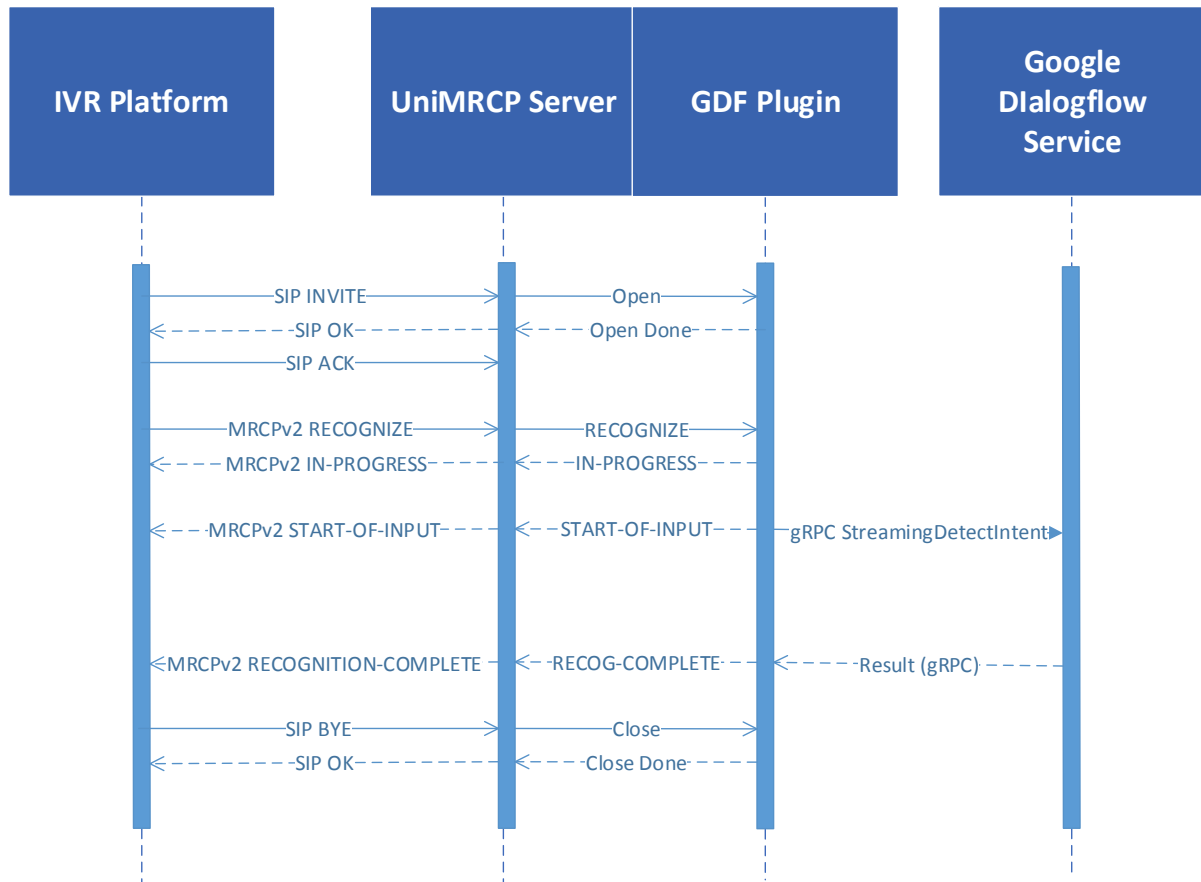 IVR Platform
UniMRCP Server
GDF Plugin
Google
DIalogflow
Service
SIP INVITE
Open
SIP OK
Open Done
SIP ACK
MRCPv2 RECOGNIZE
RECOGNIZE
MRCPv2 IN-PROGRESS
IN-PROGRESS
MRCPv2 START-OF-INPUT
START-OF-INPUT
gRPC StreamingDetectIntent
MRCPv2 RECOGNITION-COMPLETE
RECOG-COMPLETE
Result (gRPC)
SIP BYE
Close
SIP OK
Close Done